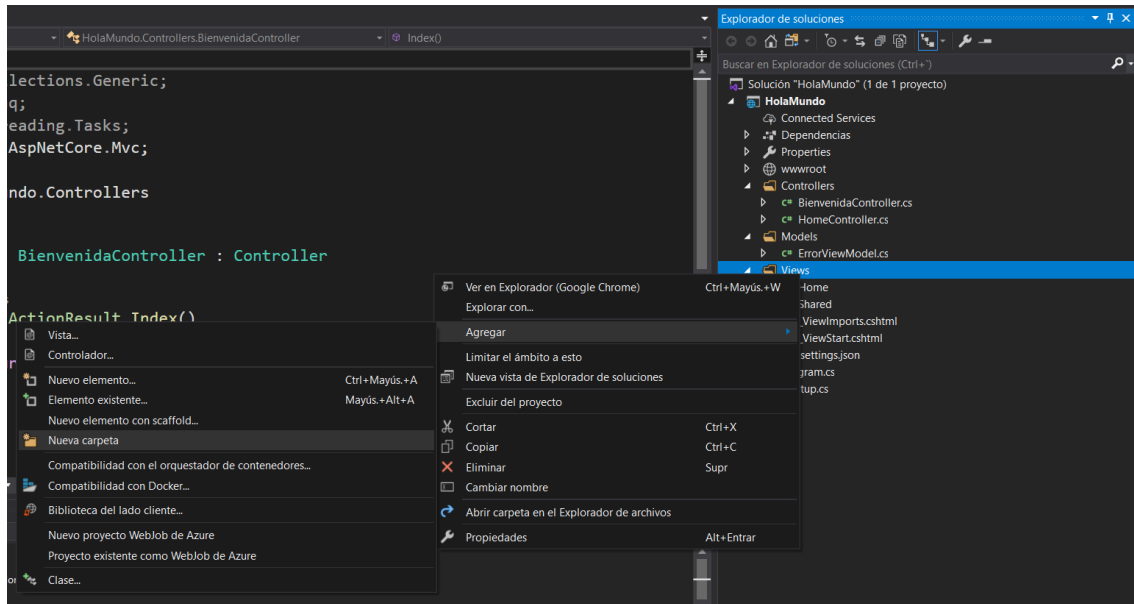 Explorador de soluciones
HolaMundo.Controllers.BienvenidaController
Index()
Buscar en Explorador de soluciones (Ctrl+¨)
Solución "HolaMundo" (1 de 1 proyecto)
HolaMundo
Connected Services
Dependencias
Properties
wwwroot
Controllers
C# BienvenidaController.cs
C# HomeController.cs
Models
C# ErrorViewModel.cs
Views
Home
Shared
_ViewImports.cshtml
_ViewStart.cshtml
settings.json
gram.cs
tup.cs
lections.Generic;
q;
eading.Tasks;
AspNetCore.Mvc;
ndo.Controllers
BienvenidaController : Controller
ActionResult Index()
Ver en Explorador (Google Chrome) Ctrl+Mayús.+W
Explorar con...
Agregar
Limitar el ámbito a esto
Nueva vista de Explorador de soluciones
Excluir del proyecto
Cortar Ctrl+X
Copiar Ctrl+C
Eliminar Supr
Cambiar nombre
Abrir carpeta en el Explorador de archivos
Propiedades Alt+Entrar
Vista...
Controlador...
Nuevo elemento... Ctrl+Mayús.+A
Elemento existente... Mayús.+Alt+A
Nuevo elemento con scaffold...
Nueva carpeta
Compatibilidad con el orquestador de contenedores...
Compatibilidad con Docker...
Biblioteca del lado cliente...
Nuevo proyecto WebJob de Azure
Proyecto existente como WebJob de Azure
Clase...